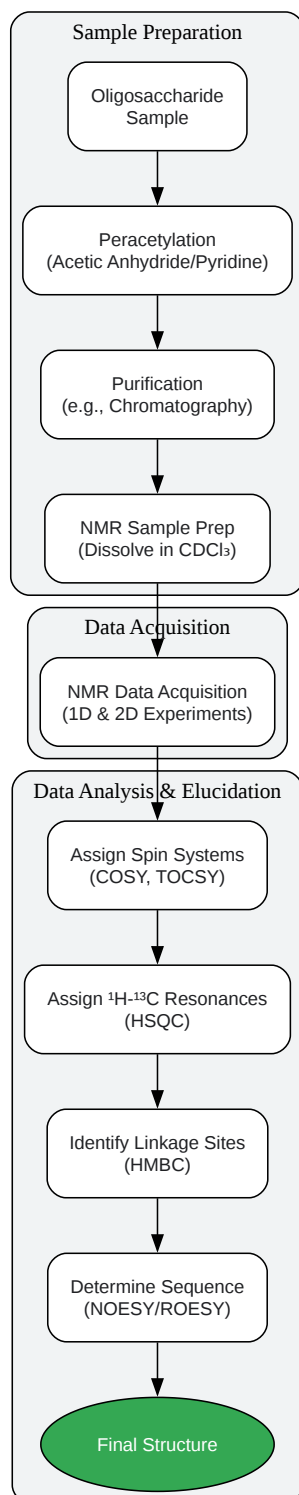 Sample Preparation
Oligosaccharide
Sample
Peracetylation
(Acetic Anhydride/Pyridine)
Purification
(e.g., Chromatography)
NMR Sample Prep
(Dissolve in CDCl₃)
Data Acquisition
NMR Data Acquisition
(1D & 2D Experiments)
Data Analysis & Elucidation
Assign Spin Systems
(COSY, TOCSY)
Assign ¹H-¹³C Resonances
(HSQC)
Identify Linkage Sites
(HMBC)
Determine Sequence
(NOESY/ROESY)
Final Structure